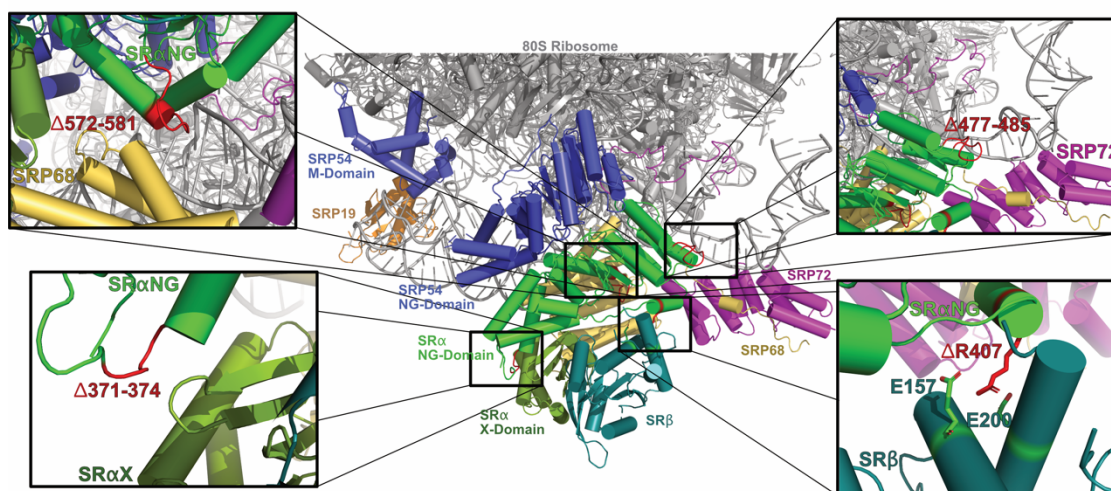 80S Ribosome
SRαNG
Δ572-581
SRP68
SRP54
M-Domain
SRP19
SRP54
NG-Domain
SRα
NG-Domain
SRα
X-Domain
SRβ
SRP72
SRP68
Δ477-485
SRP72
SRαNG
Δ371-374
SRαX
SRαNG
ΔR407
E157
E200
SRβ